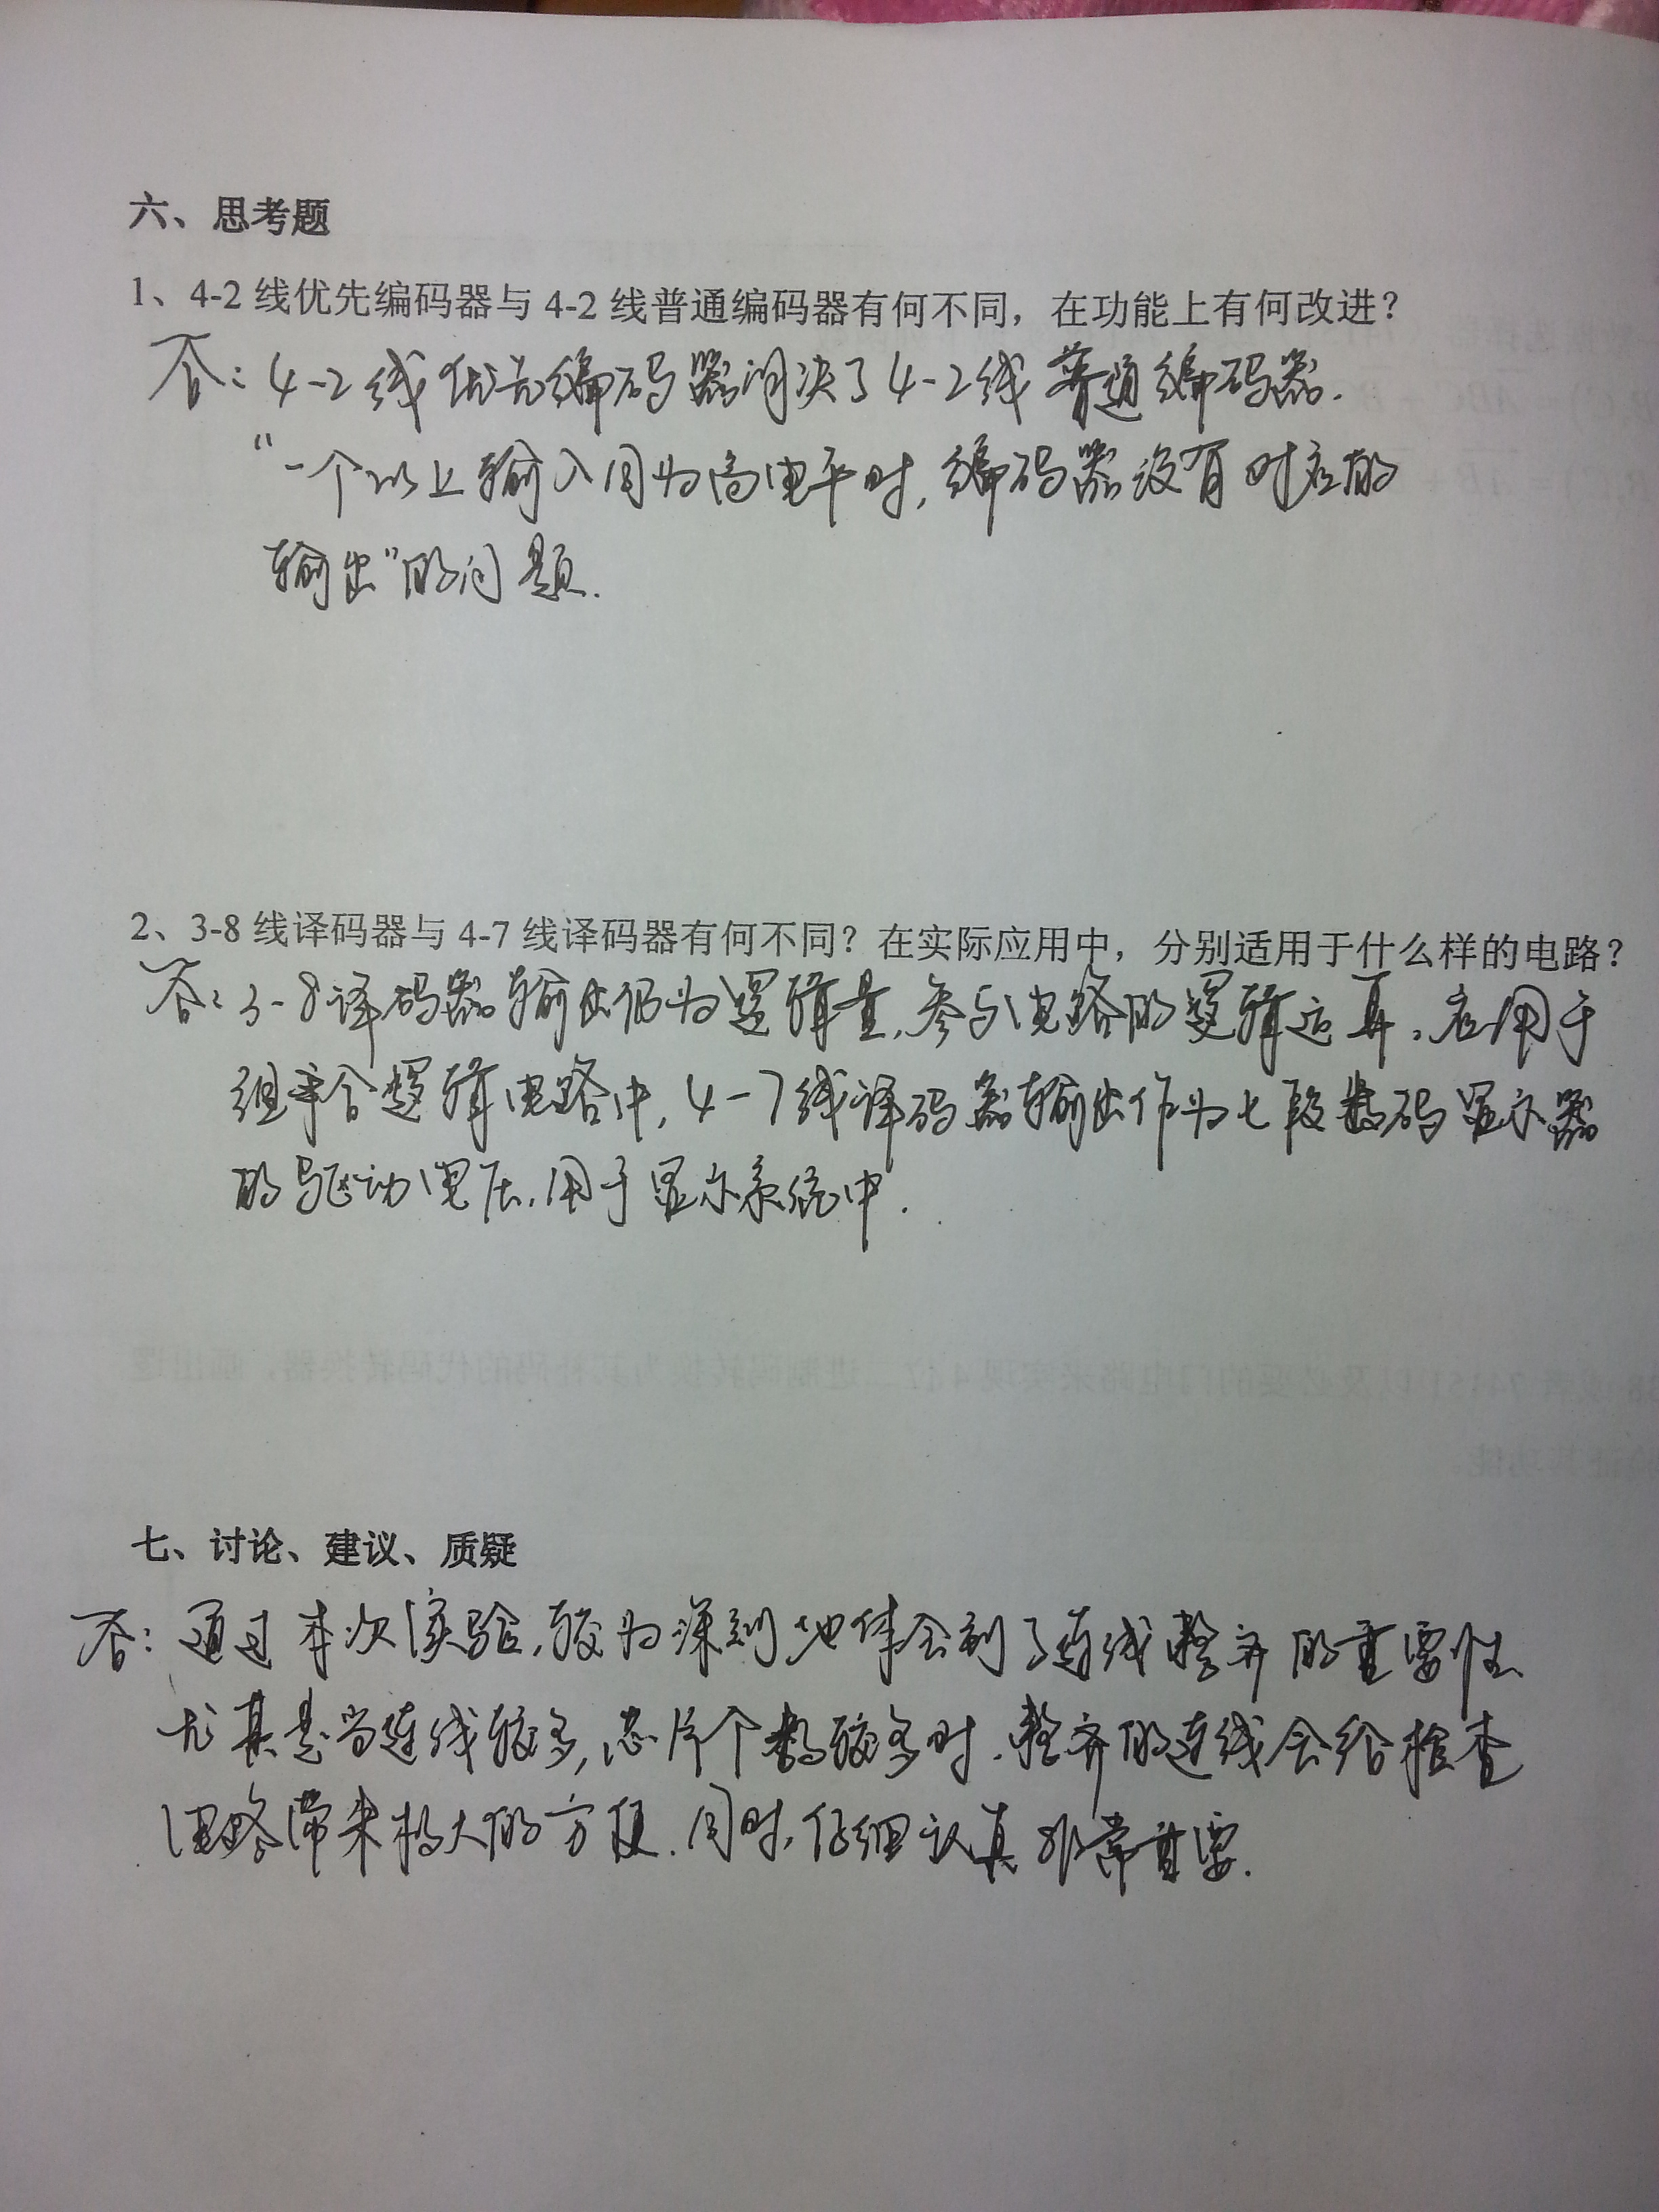 六、思考题
1、4-2 线优先编码器与 4-2 线普通编码器有何不同，在功能上有何改进？
答：4-2线优先编码器解决了4-2线普通编码器.
“一个以上输入同为高电平时，编码器没有对应的
输出”的问题.
2、3-8 线译码器与 4-7 线译码器有何不同？在实际应用中，分别适用于什么样的电路？
答：3-8译码器输出仍为逻辑量，参与电路的逻辑运算。应用于
组合逻辑电路中，4-7线译码器输出作为七段数码显示器
的驱动电压，用于显示系统中.
七、讨论、建议、质疑
答：通过本次实验，较为深刻地体会到了连线整齐的重要性
尤其是当连线较多，芯片个数较多时，整齐的连线会给检查
电路带来极大的方便.同时，仔细认真非常重要.